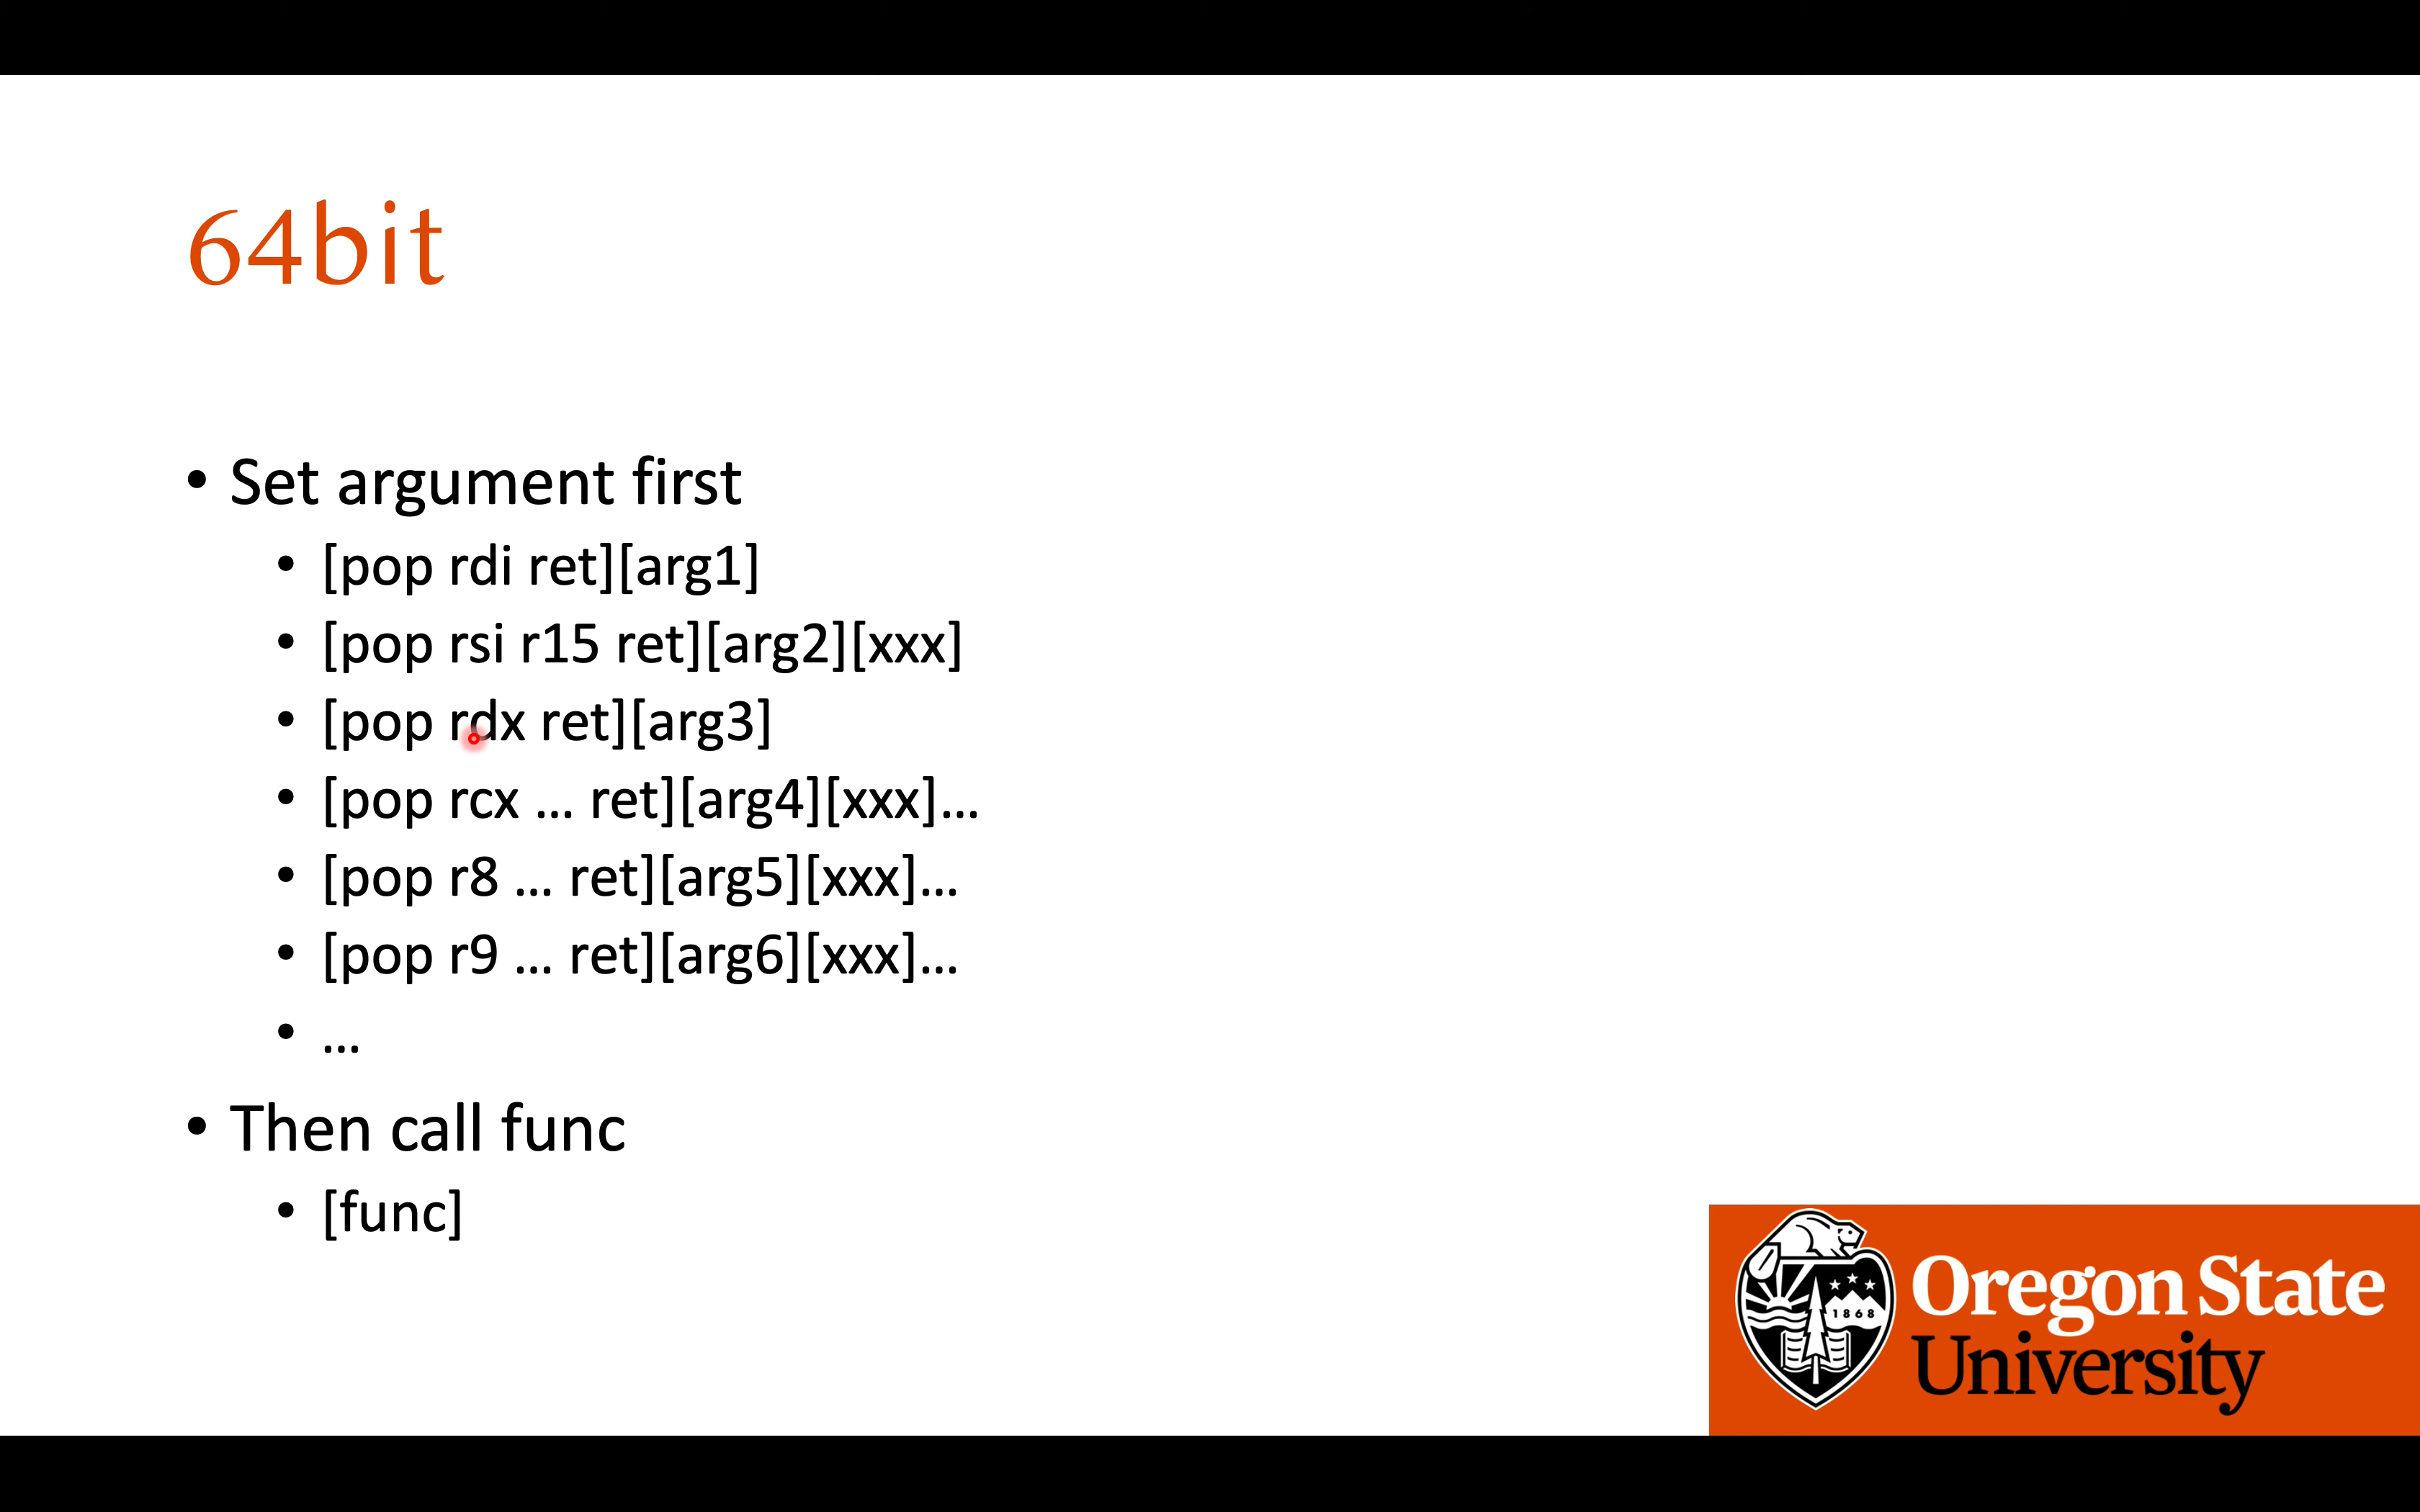 64bit
• Set argument first
• [pop rdi ret][arg1]
• [pop rsi r15 ret][arg2][xxx]
• [pop rdx ret][arg3]
• [pop rcx … ret][arg4][xxx]…
• [pop r8 … ret][arg5][xxx]…
• [pop r9 … ret][arg6][xxx]…
• …
• Then call func
• [func]
1868
Oregon State
University